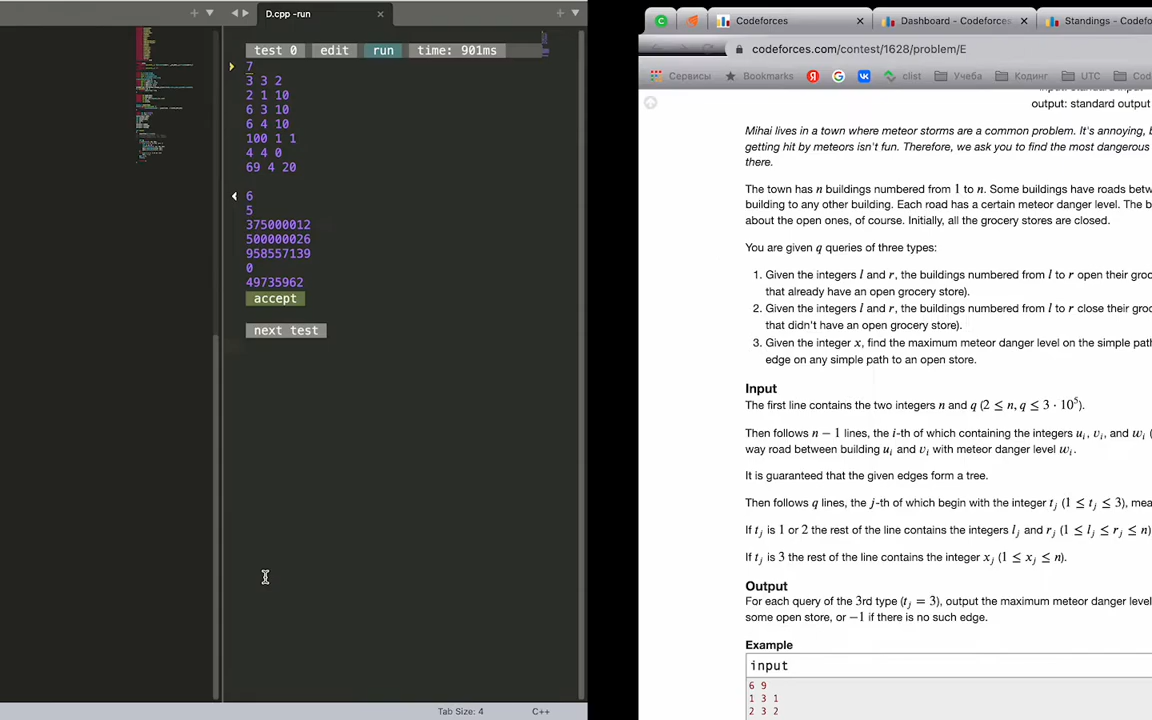 D.cpp -run
test 0 edit run time: 901ms
7
3 3 2
2 1 10
6 3 10
6 4 10
100 1 1
4 4 0
69 4 20
6
5
375000012
500000026
958557139
0
49735962
accept
next test
Tab Size: 4 C++
Codeforces Dashboard - Codeforces Standings - Codefo
codeforces.com/contest/1628/problem/E
Сервисы Bookmarks Я G clist Учеба Кодинг UTC Cod
output: standard output
Mihai lives in a town where meteor storms are a common problem. It's annoying, b
getting hit by meteors isn't fun. Therefore, we ask you to find the most dangerous
there.
The town has n buildings numbered from 1 to n. Some buildings have roads betw
building to any other building. Each road has a certain meteor danger level. The b
about the open ones, of course. Initially, all the grocery stores are closed.
You are given q queries of three types:
1. Given the integers l and r, the buildings numbered from l to r open their groc
that already have an open grocery store).
2. Given the integers l and r, the buildings numbered from l to r close their groc
that didn't have an open grocery store).
3. Given the integer x, find the maximum meteor danger level on the simple path
edge on any simple path to an open store.
Input
The first line contains the two integers n and q (2 ≤ n, q ≤ 3 · 10⁵).
Then follows n − 1 lines, the i-th of which containing the integers uᵢ, vᵢ, and wᵢ (
way road between building uᵢ and vᵢ with meteor danger level wᵢ.
It is guaranteed that the given edges form a tree.
Then follows q lines, the j-th of which begin with the integer tⱼ (1 ≤ tⱼ ≤ 3), mea
If tⱼ is 1 or 2 the rest of the line contains the integers lⱼ and rⱼ (1 ≤ lⱼ ≤ rⱼ ≤ n)
If tⱼ is 3 the rest of the line contains the integer xⱼ (1 ≤ xⱼ ≤ n).
Output
For each query of the 3rd type (tⱼ = 3), output the maximum meteor danger level
some open store, or −1 if there is no such edge.
Example
input
6 9
1 3 1
2 3 2